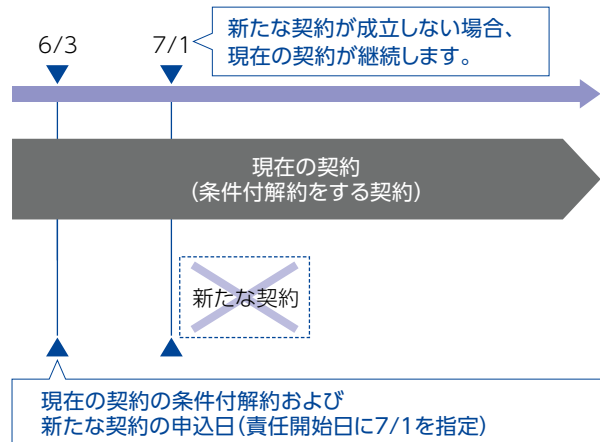 6/3
7/1
新たな契約が成立しない場合、
現在の契約が継続します。
現在の契約
(条件付解約をする契約)
新たな契約
現在の契約の条件付解約および
新たな契約の申込日(責任開始日に7/1を指定)